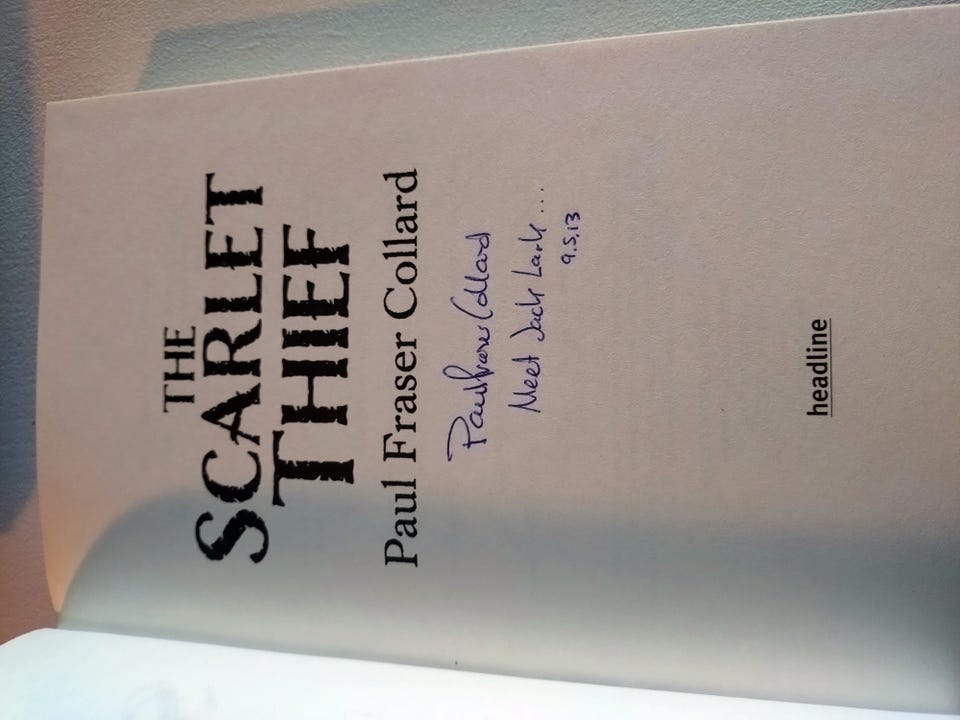 THE
SCARLET
THIEF
Paul Fraser Collard
Paul Fraser Collard
Meet Jack Lark...
9.5.13
headline